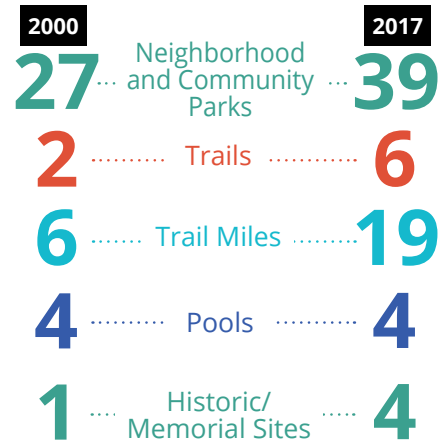 2000 2017
Neighborhood
27 and Community 39
Parks
2 Trails 6
6 Trail Miles 19
4 Pools 4
Historic/
1 Memorial Sites 4